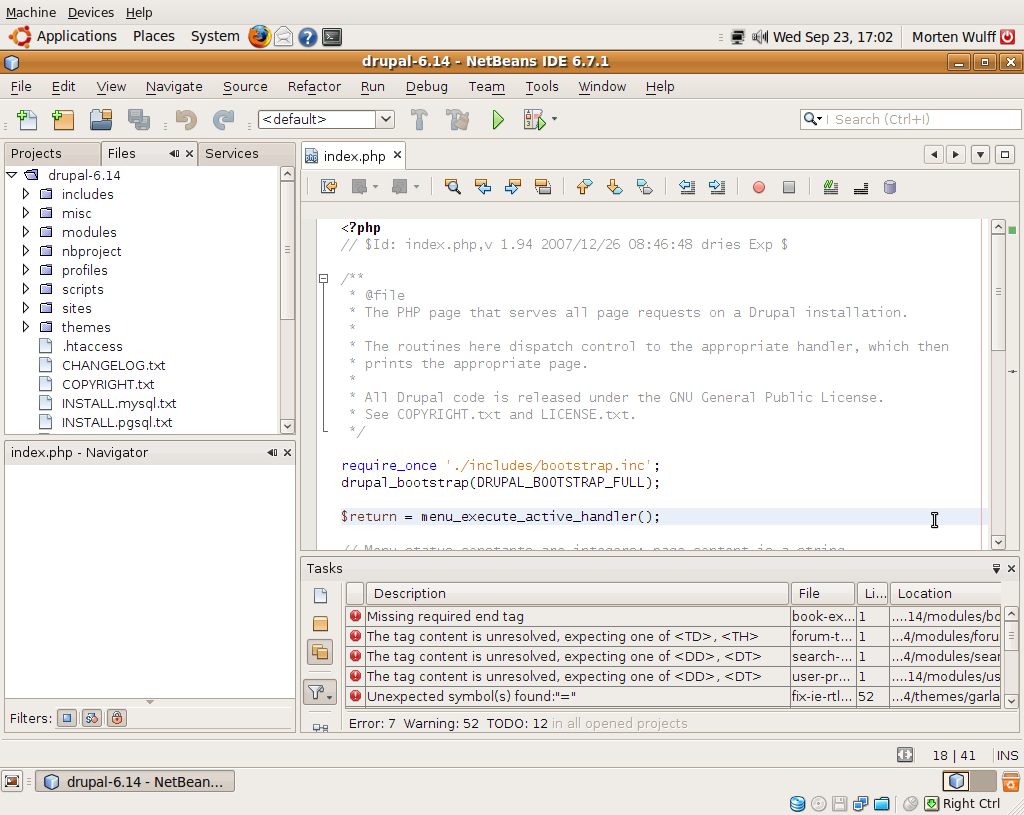 Machine Devices Help
Applications Places System Wed Sep 23, 17:02 Morten Wulff
drupal-6.14 - NetBeans IDE 6.7.1
File Edit View Navigate Source Refactor Run Debug Team Tools Window Help
<default> Search (Ctrl+I)
Projects Files Services
drupal-6.14
includes
misc
modules
nbproject
profiles
scripts
sites
themes
.htaccess
CHANGELOG.txt
COPYRIGHT.txt
INSTALL.mysql.txt
INSTALL.pgsql.txt
index.php - Navigator
Filters:
index.php
<?php
// $Id: index.php,v 1.94 2007/12/26 08:46:48 dries Exp $
/**
* @file
* The PHP page that serves all page requests on a Drupal installation.
*
* The routines here dispatch control to the appropriate handler, which then
* prints the appropriate page.
*
* All Drupal code is released under the GNU General Public License.
* See COPYRIGHT.txt and LICENSE.txt.
*/
require_once './includes/bootstrap.inc';
drupal_bootstrap(DRUPAL_BOOTSTRAP_FULL);
$return = menu_execute_active_handler();
// Menu status constants are integers; page content is a string.
Tasks
Description File Li... Location
Missing required end tag book-ex... 1 ....14/modules/bo
The tag content is unresolved, expecting one of <TD>, <TH> forum-t... 1 ...4/modules/foru
The tag content is unresolved, expecting one of <DD>, <DT> search-... 1 ...4/modules/sear
The tag content is unresolved, expecting one of <DD>, <DT> user-pr... 1 ....14/modules/us
Unexpected symbol(s) found:"=" fix-ie-rtl... 52 ...4/themes/garla
Error: 7 Warning: 52 TODO: 12 in all opened projects
18 | 41 INS
drupal-6.14 - NetBean...
Right Ctrl